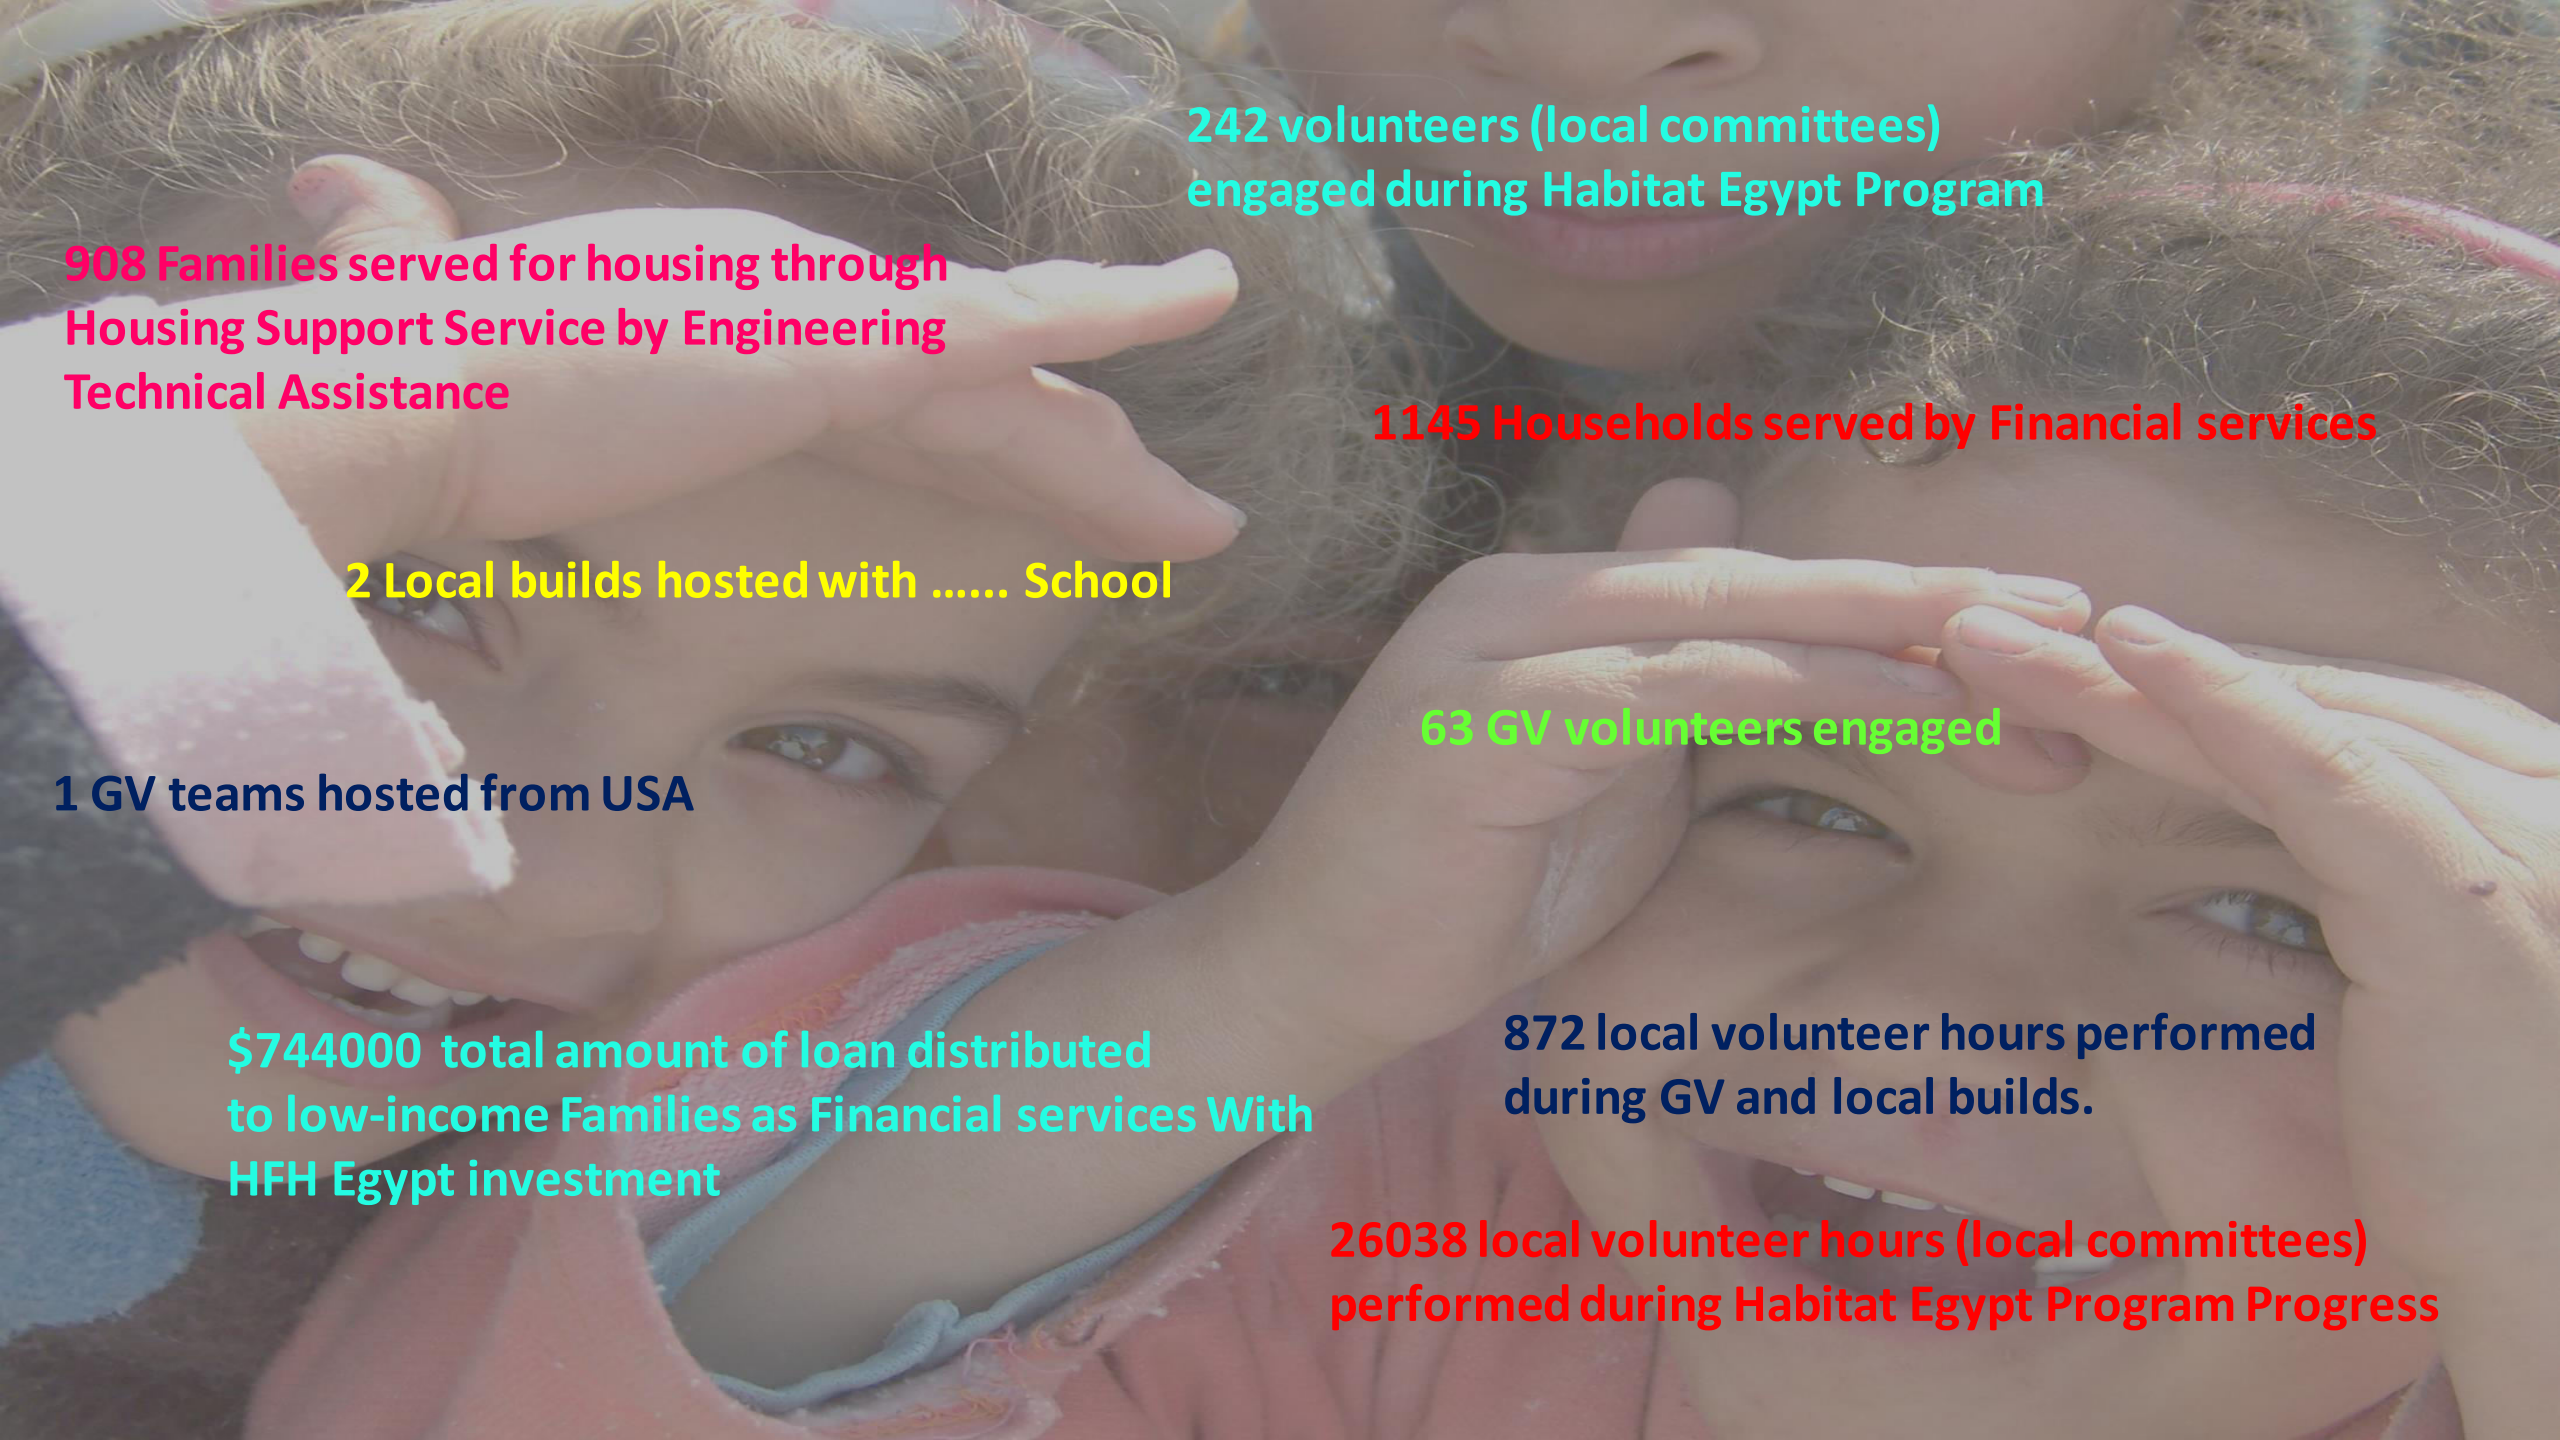 242 volunteers (local committees)
engaged during Habitat Egypt Program
908 Families served for housing through
Housing Support Service by Engineering
Technical Assistance
1145 Households served by Financial services
2 Local builds hosted with …... School
63 GV volunteers engaged
1 GV teams hosted from USA
$744000 total amount of loan distributed
to low-income Families as Financial services With
HFH Egypt investment
872 local volunteer hours performed
during GV and local builds.
26038 local volunteer hours (local committees)
performed during Habitat Egypt Program Progress